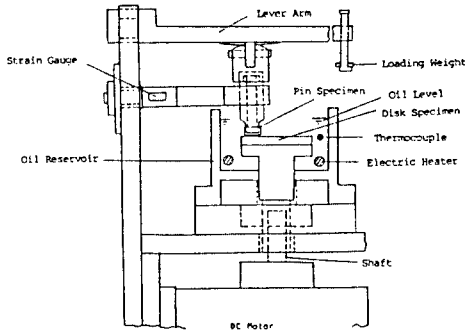 Lever Arm
Strain Gauge
Loading Weight
Pin Specimen
Oil Level
Disk Specimen
Thermocouple
Oil Reservoir
Electric Heater
Shaft
DC Motor